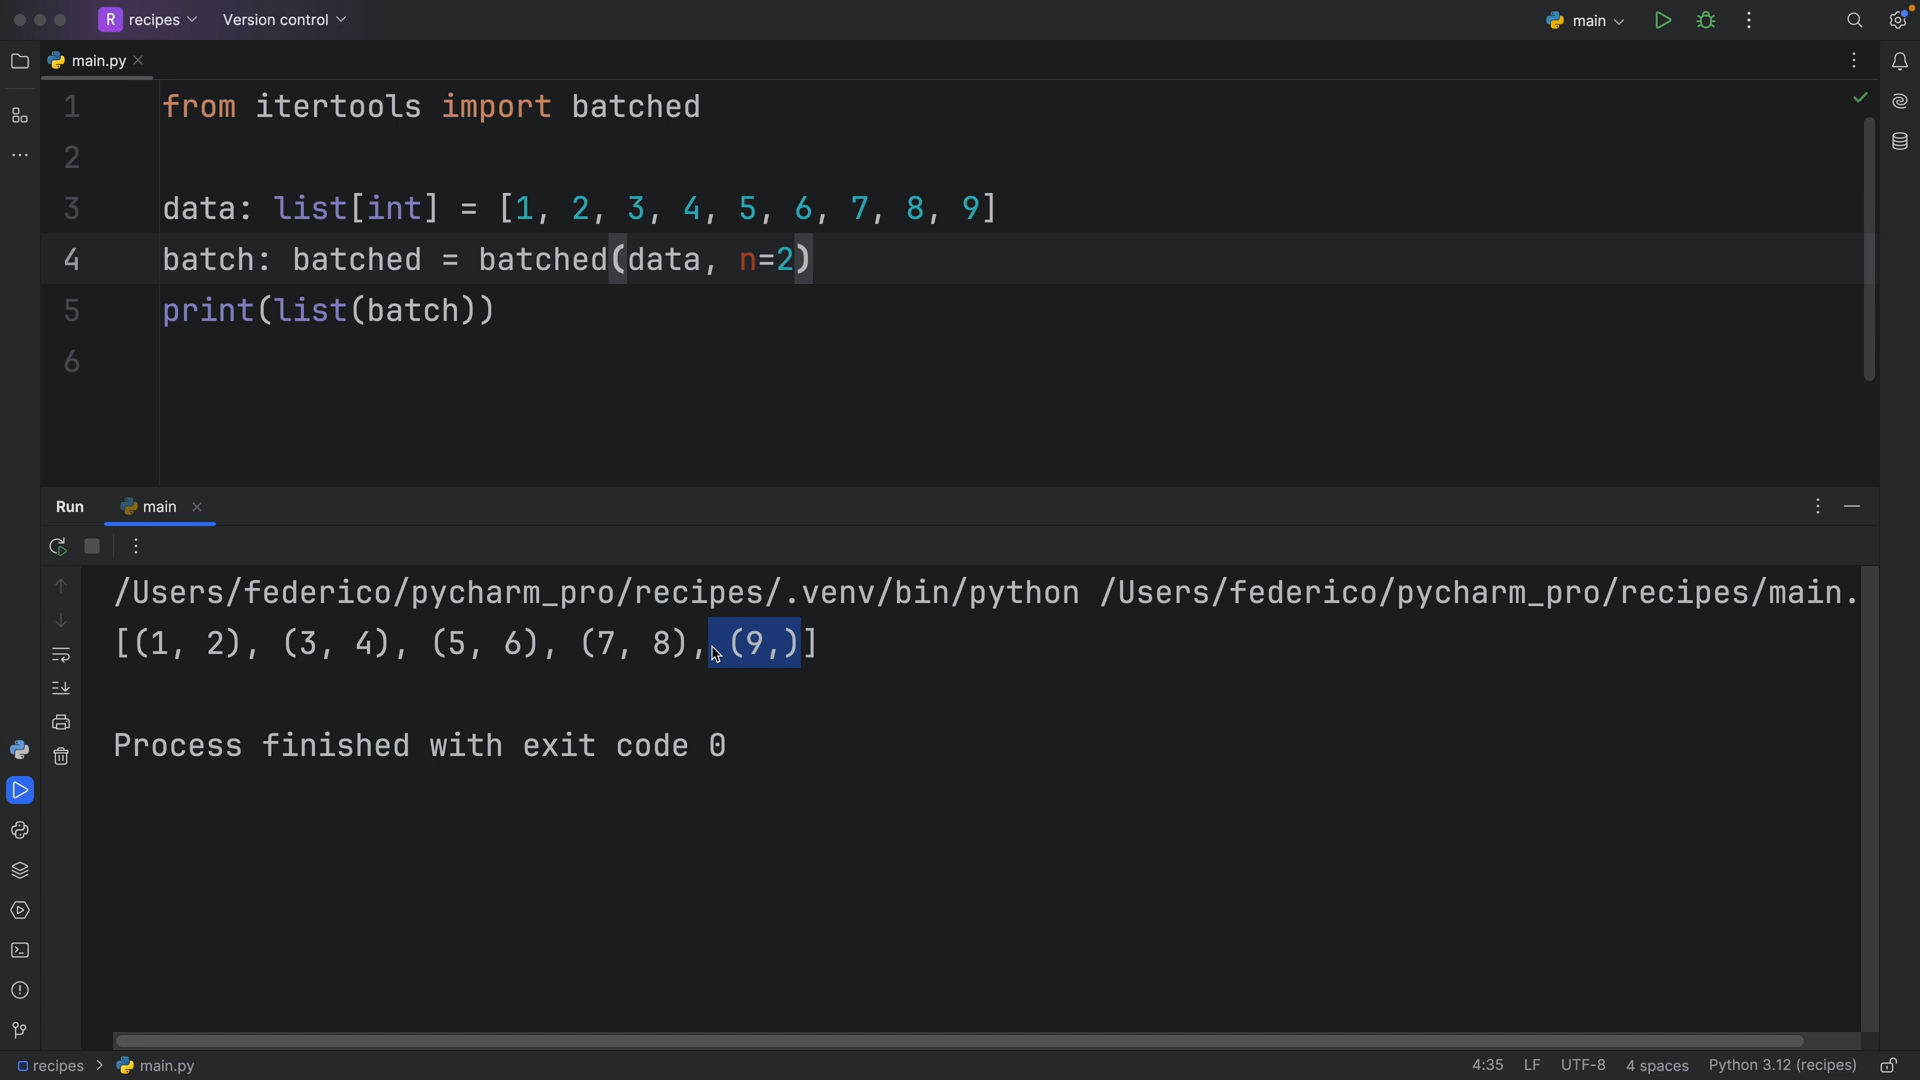 R recipes Version control main
main.py
1 from itertools import batched
2
3 data: list[int] = [1, 2, 3, 4, 5, 6, 7, 8, 9]
4 batch: batched = batched(data, n=2)
5 print(list(batch))
6
Run main
/Users/federico/pycharm_pro/recipes/.venv/bin/python /Users/federico/pycharm_pro/recipes/main.
[(1, 2), (3, 4), (5, 6), (7, 8), (9,)]
Process finished with exit code 0
recipes > main.py 4:35 LF UTF-8 4 spaces Python 3.12 (recipes)